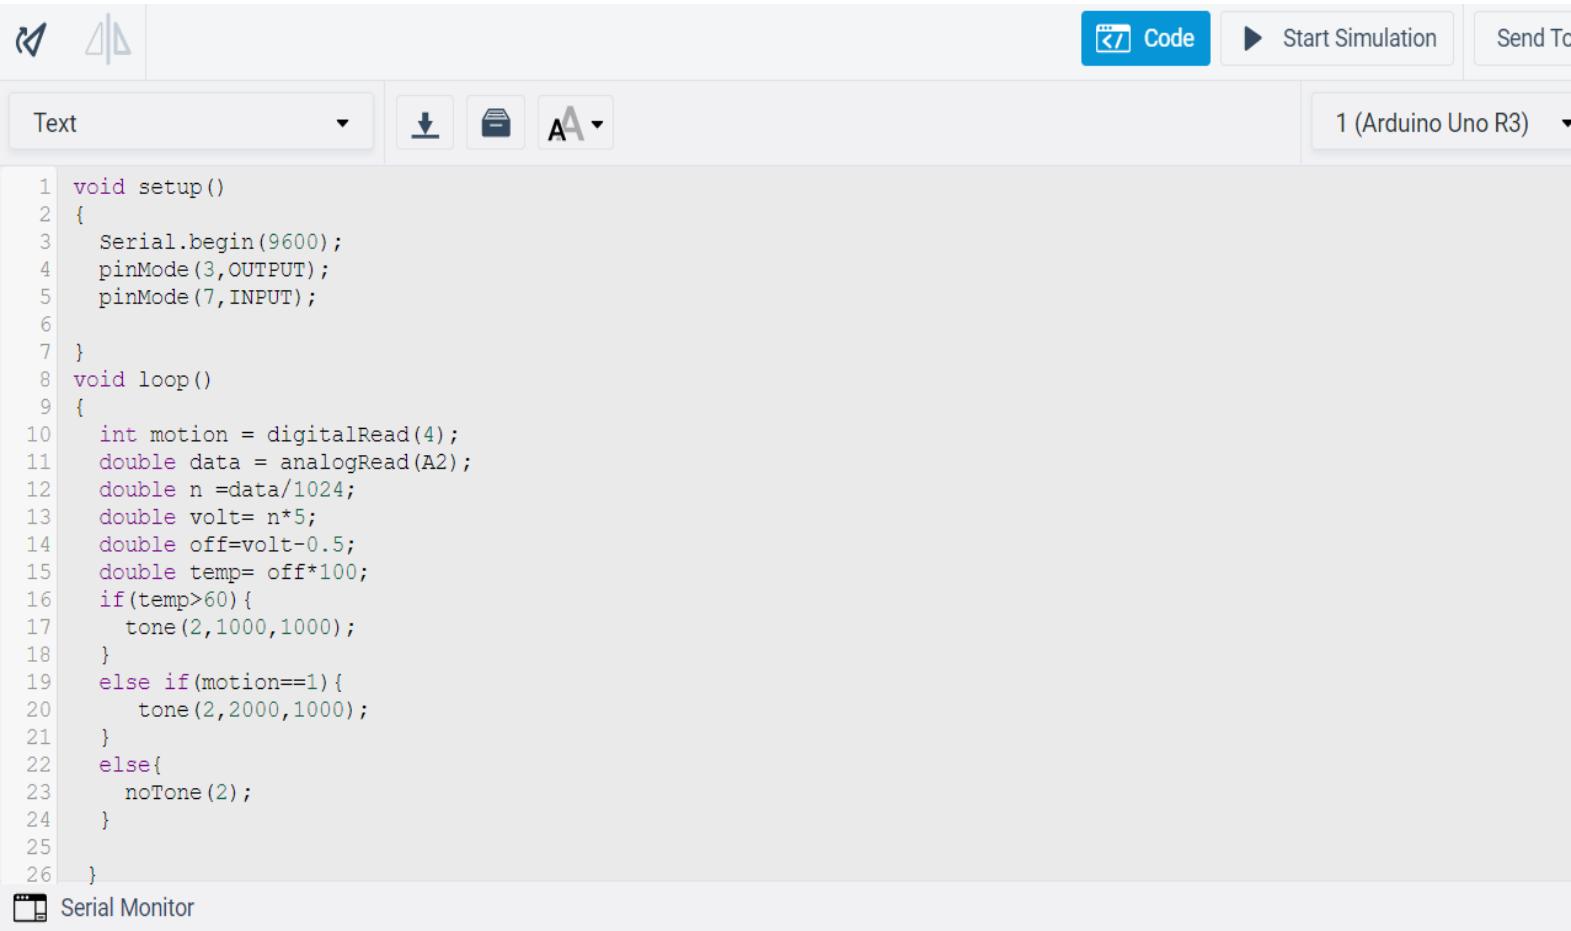 Code
Start Simulation
Send To
Text
1 (Arduino Uno R3)
1 void setup()
2 {
3   Serial.begin(9600);
4   pinMode(3,OUTPUT);
5   pinMode(7,INPUT);
6
7 }
8 void loop()
9 {
10   int motion = digitalRead(4);
11   double data = analogRead(A2);
12   double n =data/1024;
13   double volt= n*5;
14   double off=volt-0.5;
15   double temp= off*100;
16   if(temp>60){
17     tone(2,1000,1000);
18   }
19   else if(motion==1){
20      tone(2,2000,1000);
21   }
22   else{
23     noTone(2);
24   }
25
26  }
Serial Monitor